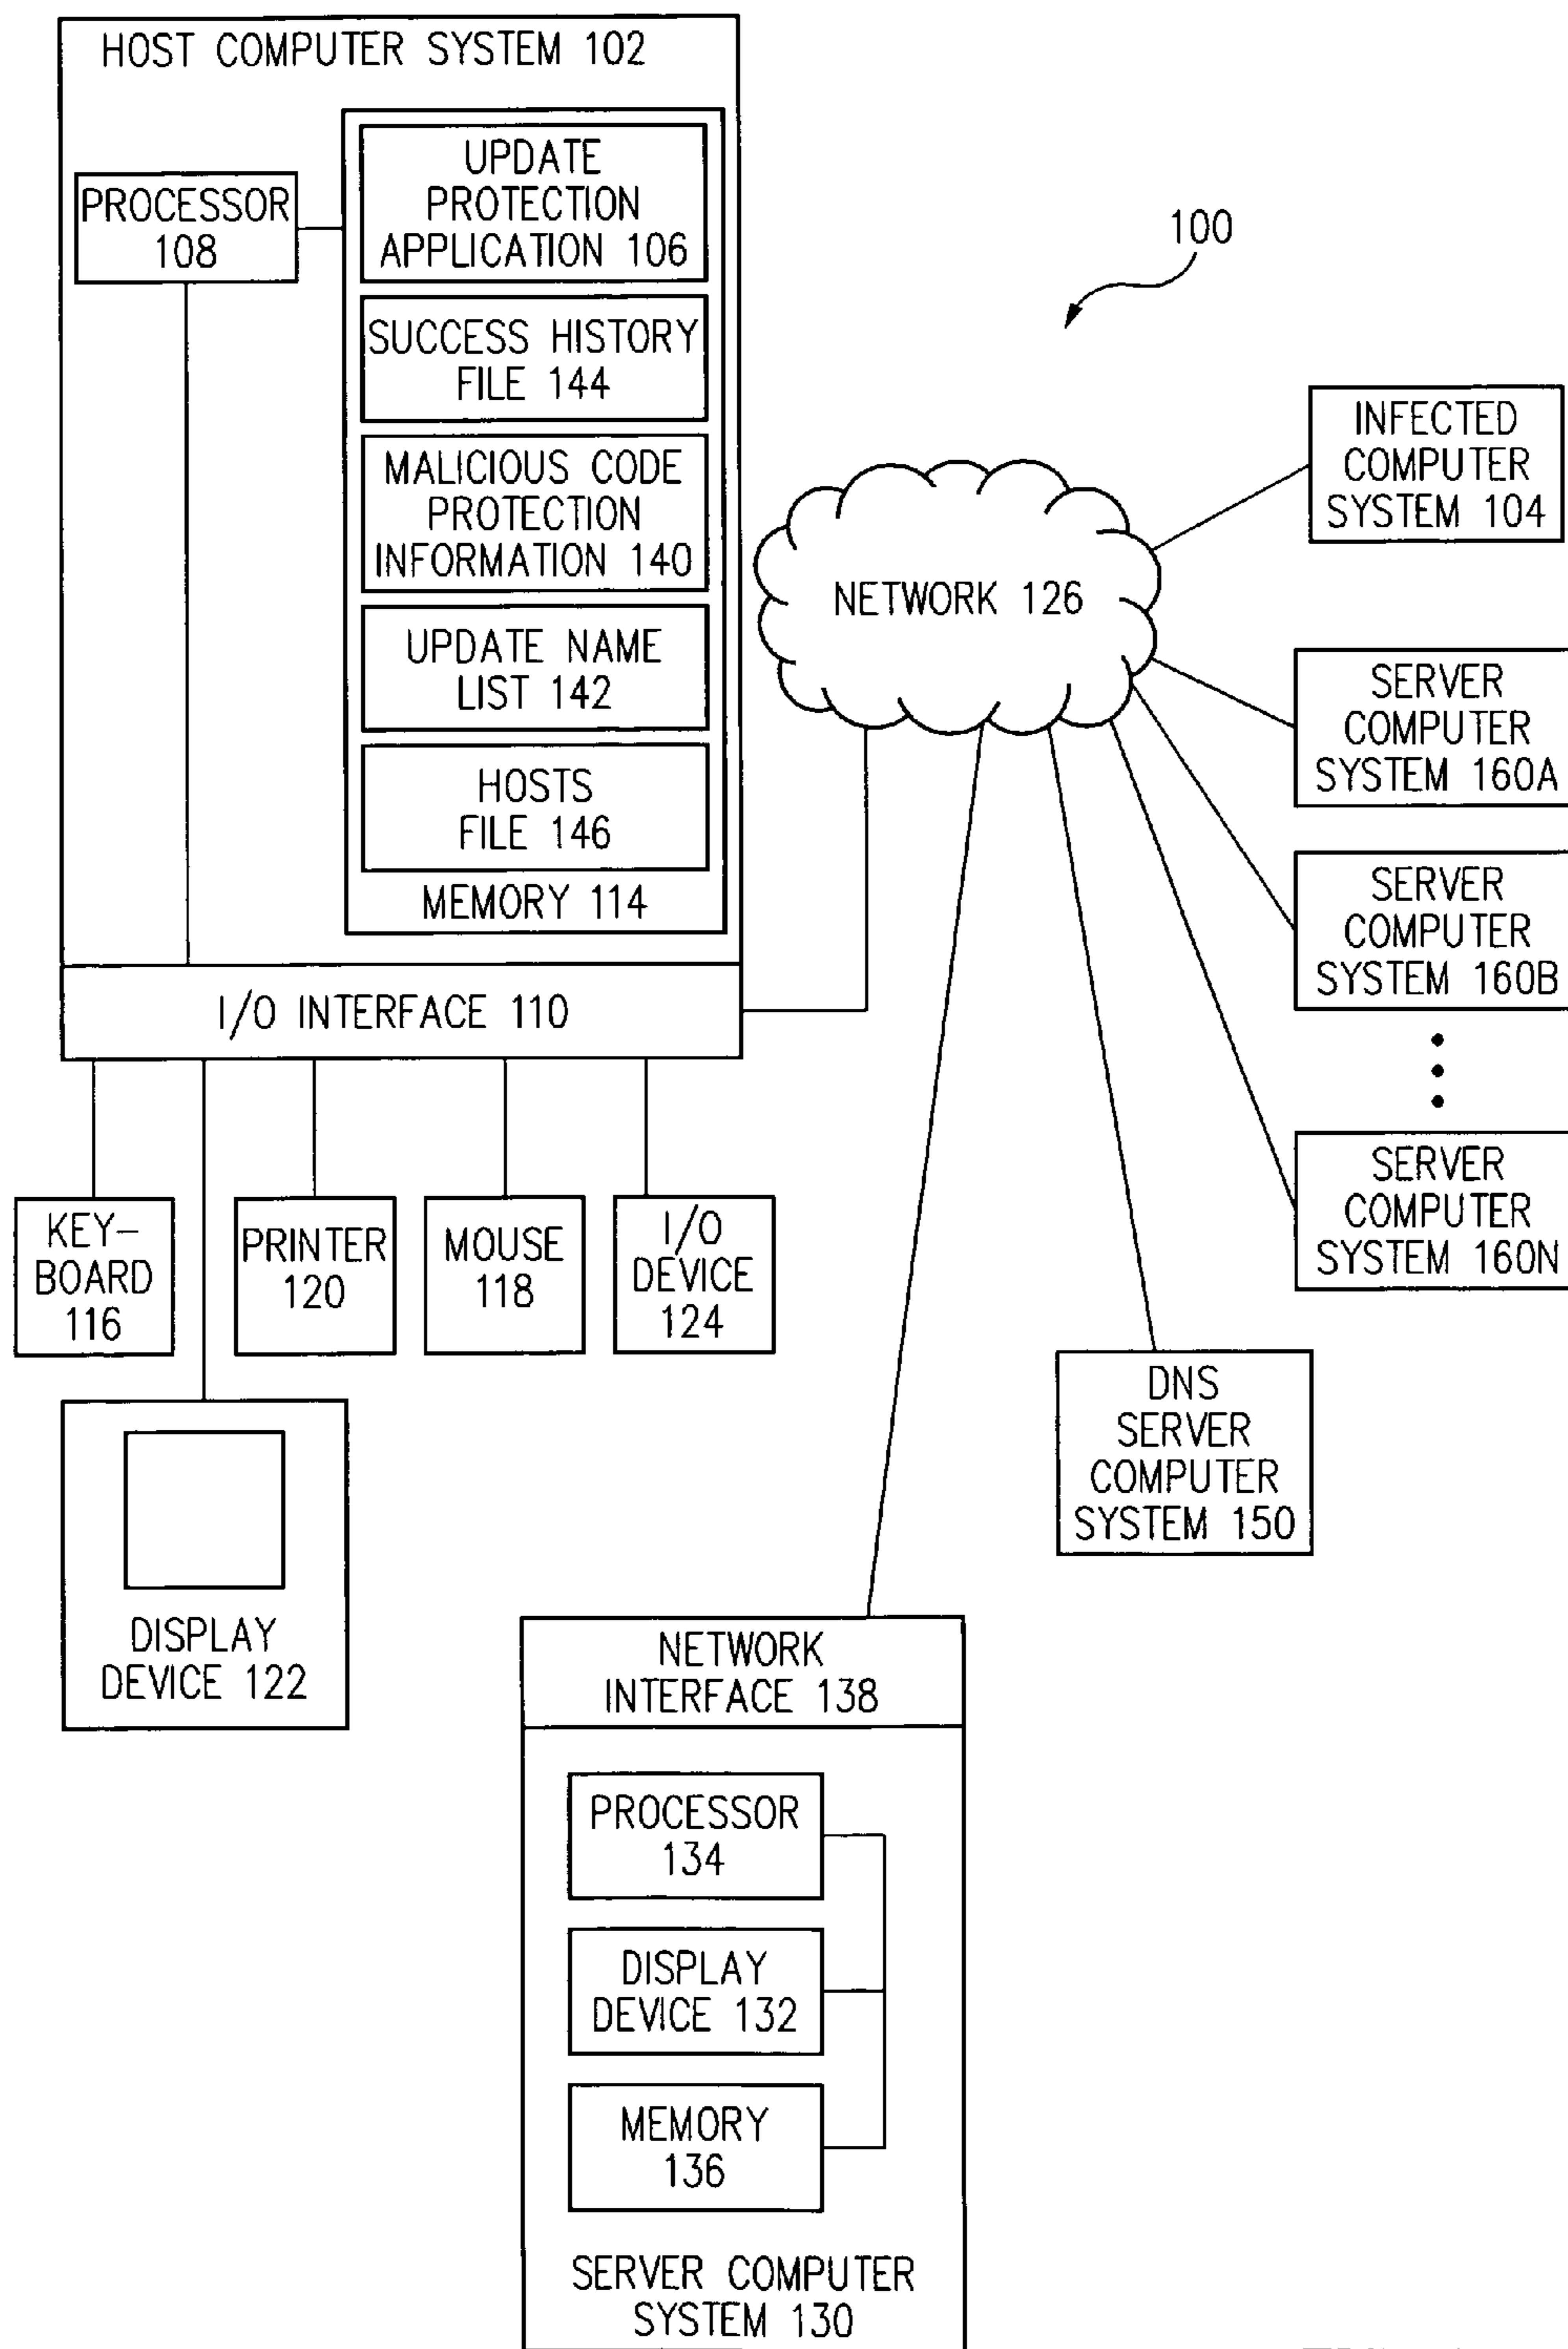 HOST COMPUTER SYSTEM 102
PROCESSOR
108
UPDATE
PROTECTION
APPLICATION 106
SUCCESS HISTORY
FILE 144
MALICIOUS CODE
PROTECTION
INFORMATION 140
UPDATE NAME
LIST 142
HOSTS
FILE 146
MEMORY 114
I/O INTERFACE 110
100
NETWORK 126
INFECTED
COMPUTER
SYSTEM 104
SERVER
COMPUTER
SYSTEM 160A
SERVER
COMPUTER
SYSTEM 160B
SERVER
COMPUTER
SYSTEM 160N
KEY-
BOARD
116
PRINTER
120
MOUSE
118
I/O
DEVICE
124
DISPLAY
DEVICE 122
DNS
SERVER
COMPUTER
SYSTEM 150
NETWORK
INTERFACE 138
PROCESSOR
134
DISPLAY
DEVICE 132
MEMORY
136
SERVER COMPUTER
SYSTEM 130